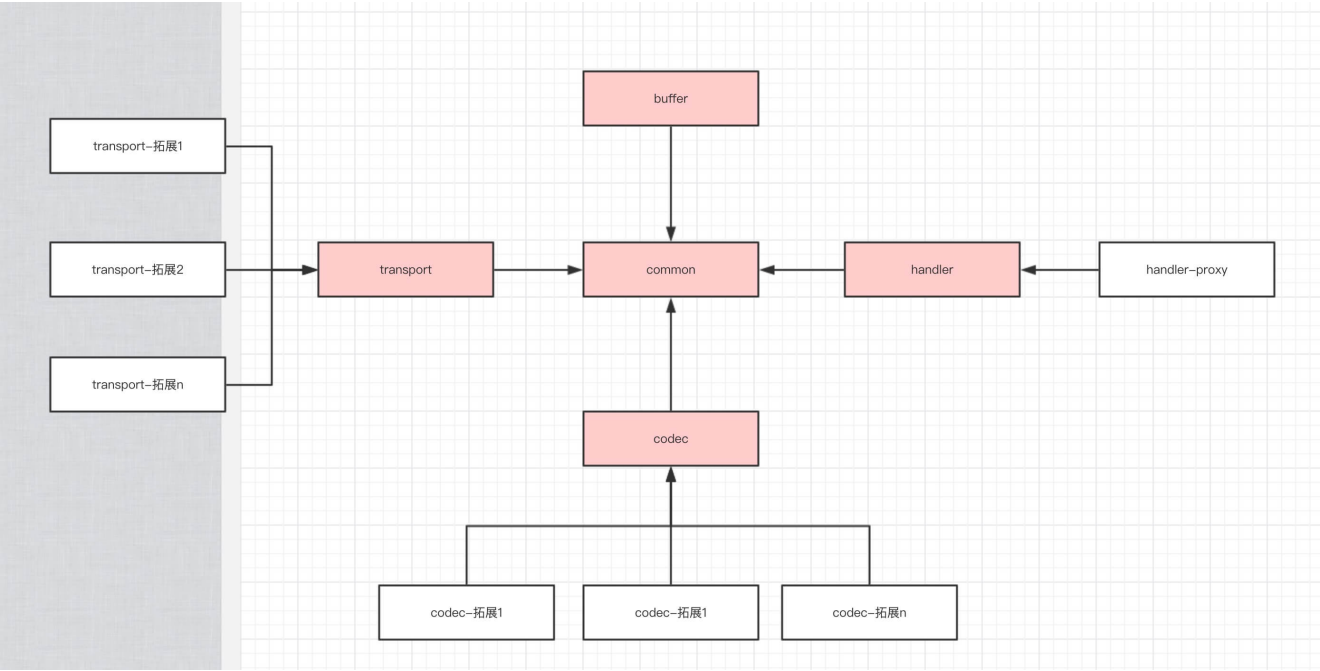 buffer
transport-拓展1
transport-拓展2
transport
common
handler
handler-proxy
transport-拓展n
codec
codec-拓展1
codec-拓展1
codec-拓展n